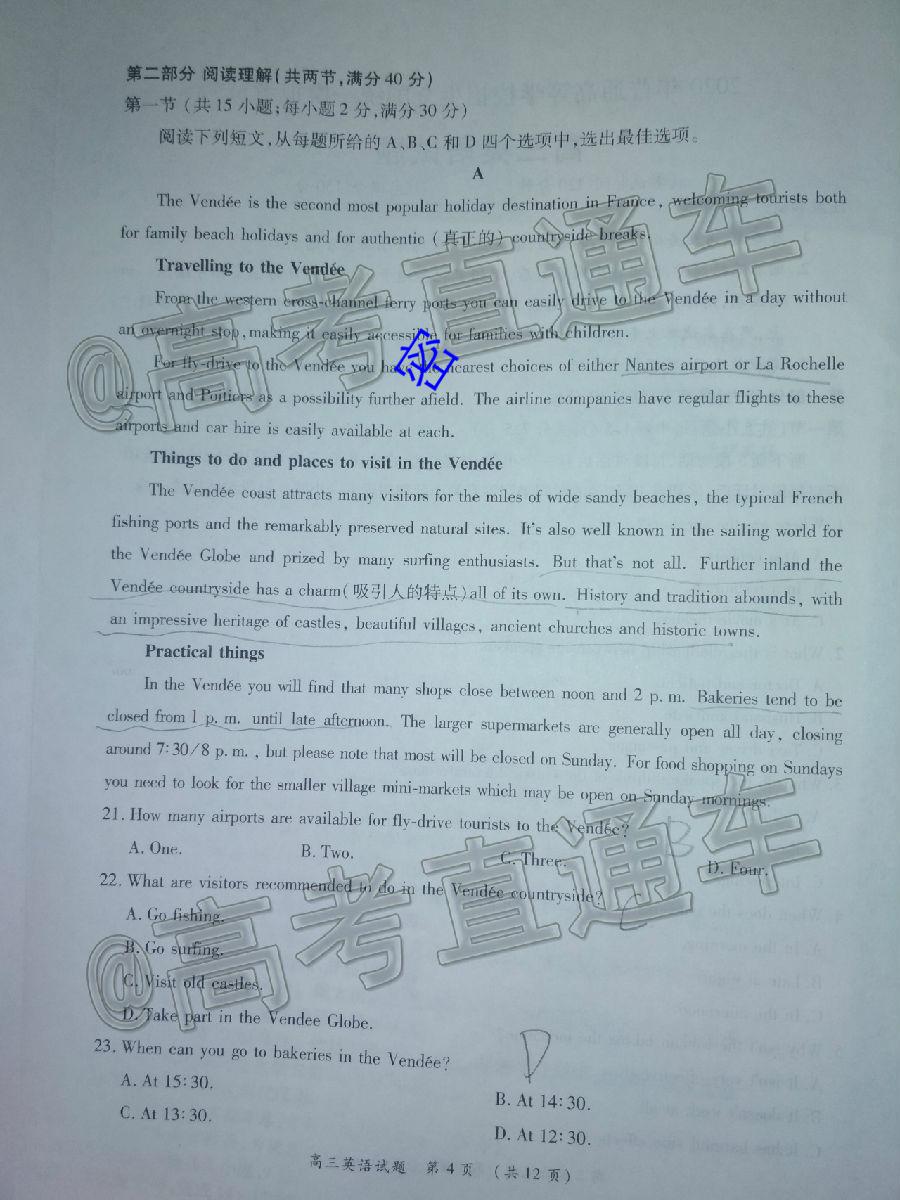 第二部分 阅读理解(共两节,满分40分)
第一节 (共15小题;每小题2分,满分30分)
阅读下列短文,从每题所给的A、B、C和D四个选项中,选出最佳选项。
A
The Vendée is the second most popular holiday destination in France, welcoming tourists both
for family beach holidays and for authentic (真正的) countryside breaks.
Travelling to the Vendée
From the western cross-channel ferry ports you can easily drive to the Vendée in a day without
an overnight stop, making it easily accessible for families with children.
For fly-drive to the Vendée you have nearest choices of either Nantes airport or La Rochelle
airport and Poitiers as a possibility further afield. The airline companies have regular flights to these
airports and car hire is easily available at each.
Things to do and places to visit in the Vendée
The Vendée coast attracts many visitors for the miles of wide sandy beaches, the typical French
fishing ports and the remarkably preserved natural sites. It's also well known in the sailing world for
the Vendée Globe and prized by many surfing enthusiasts. But that's not all. Further inland the
Vendée countryside has a charm(吸引人的特点)all of its own. History and tradition abounds, with
an impressive heritage of castles, beautiful villages, ancient churches and historic towns.
Practical things
In the Vendée you will find that many shops close between noon and 2 p.m. Bakeries tend to be
closed from 1 p.m. until late afternoon. The larger supermarkets are generally open all day, closing
around 7:30/8 p.m., but please note that most will be closed on Sunday. For food shopping on Sundays
you need to look for the smaller village mini-markets which may be open on Sunday mornings.
21. How many airports are available for fly-drive tourists to the Vendée? B
A. One. B. Two. C. Three. D. Four.
22. What are visitors recommended to do in the Vendée countryside? C
A. Go fishing.
B. Go surfing.
C. Visit old castles.
D. Take part in the Vendee Globe.
23. When can you go to bakeries in the Vendée? D
A. At 15:30. B. At 14:30.
C. At 13:30. D. At 12:30.
高三英语试题 第4页 (共12页)
@高考直通车
@高考直通车